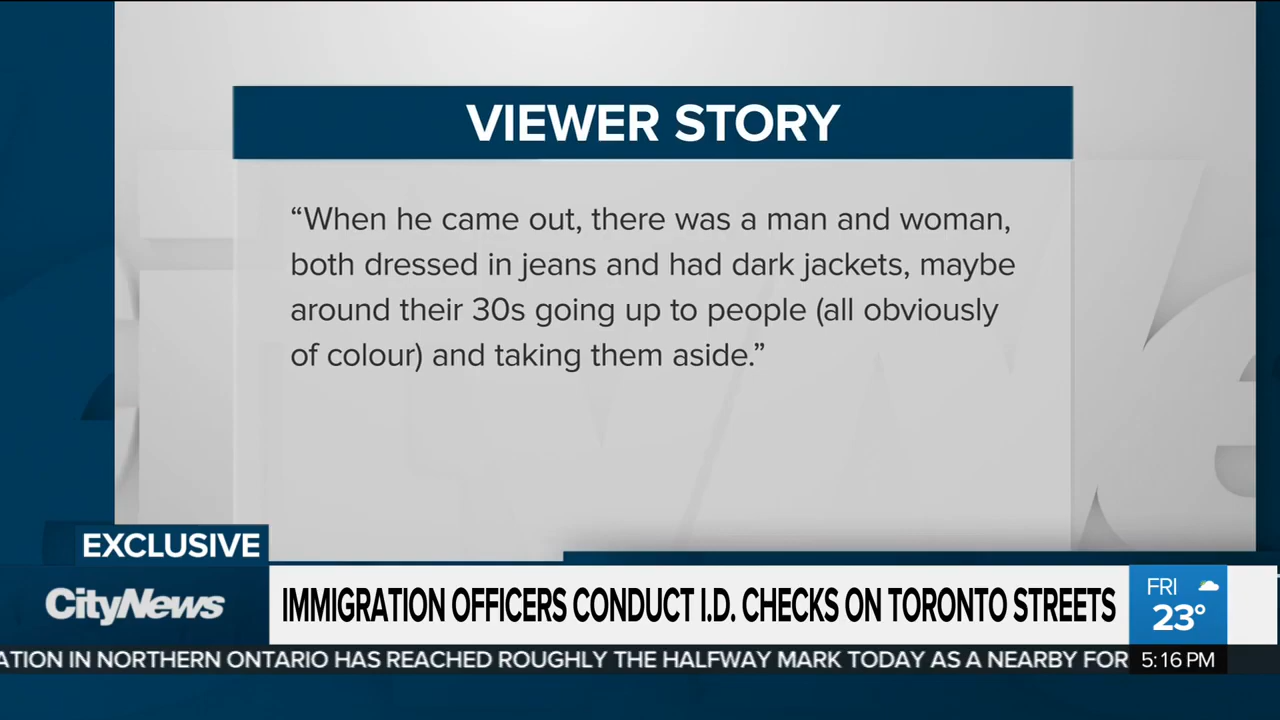 VIEWER STORY
“When he came out, there was a man and woman,
both dressed in jeans and had dark jackets, maybe
around their 30s going up to people (all obviously
of colour) and taking them aside.”
EXCLUSIVE
CityNews
IMMIGRATION OFFICERS CONDUCT I.D. CHECKS ON TORONTO STREETS
FRI
23°
IN NORTHERN ONTARIO HAS REACHED ROUGHLY THE HALFWAY MARK TODAY AS A NEARBY
5:16 PM